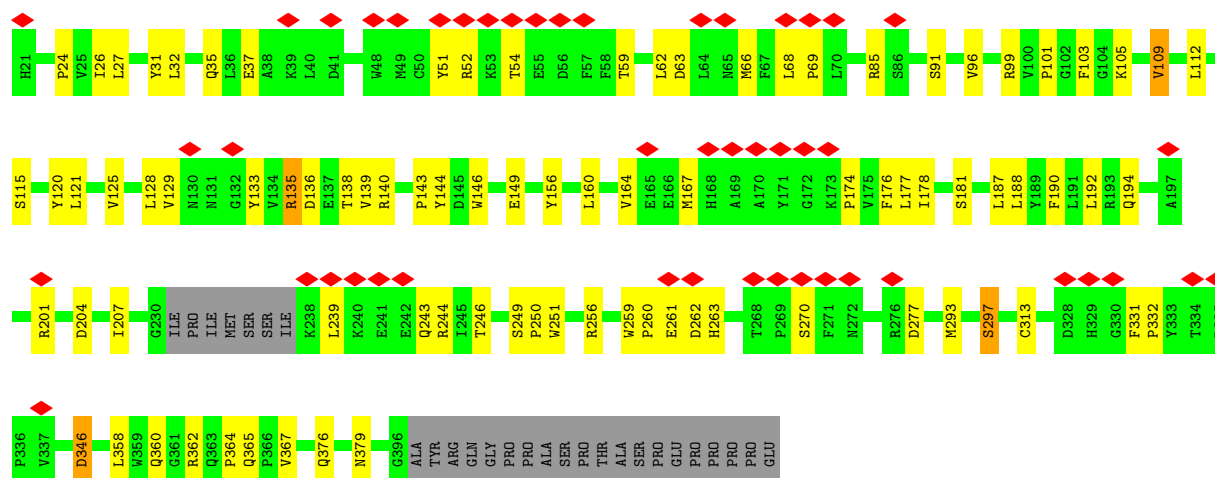 H21 P24 V25 I26 L27 Y31 L32 Q35 L36 E37 A38 K39 L40 D41 W48 M49 C50 Y51 R52 K53 T54 E55 D56 F57 F58 T59 L62 D63 L64 N65 M66 F67 L68 P69 L70 R85 S86 S91 V96 R99 V100 P101 G102 F103 G104 K105 V109 L112
S115 Y120 L121 V125 L128 V129 N130 N131 G132 Y133 V134 R135 D136 E137 T138 V139 R140 P143 Y144 D145 W146 E149 Y156 L160 V164 E165 E166 M167 H168 A169 A170 Y171 G172 K173 P174 V175 F176 L177 I178 S181 L187 L188 Y189 F190 L191 L192 R193 Q194 A197
R201 D204 I207 G230 ILE PRO ILE MET SER SER ILE K238 L239 K240 E241 E242 Q243 R244 I245 T246 S249 P250 W251 R256 W259 P260 E261 D262 H263 T268 P269 S270 F271 N272 R276 D277 M293 S297 C313 D328 H329 G330 F331 P332 Y333 T334
P336 V337 D346 L358 W359 Q360 G361 R362 Q363 P364 Q365 P366 V367 Q376 N379 G396 ALA TYR ARG GLN GLY PRO PRO ALA SER PRO THR ALA SER PRO GLU PRO PRO PRO PRO GLU